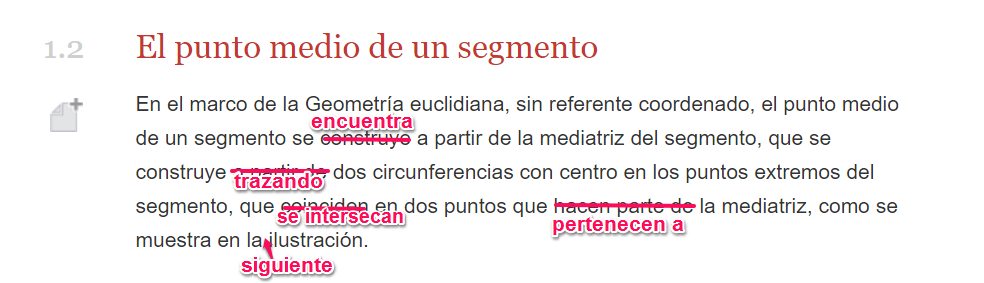 1.2 El punto medio de un segmento
En el marco de la Geometría euclidiana, sin referente coordenado, el punto medio
encuentra
de un segmento se construye a partir de la mediatriz del segmento, que se
construye a partir de dos circunferencias con centro en los puntos extremos del
trazando
segmento, que coinciden en dos puntos que hacen parte de la mediatriz, como se
se intersecan pertenecen a
muestra en la ilustración.
siguiente